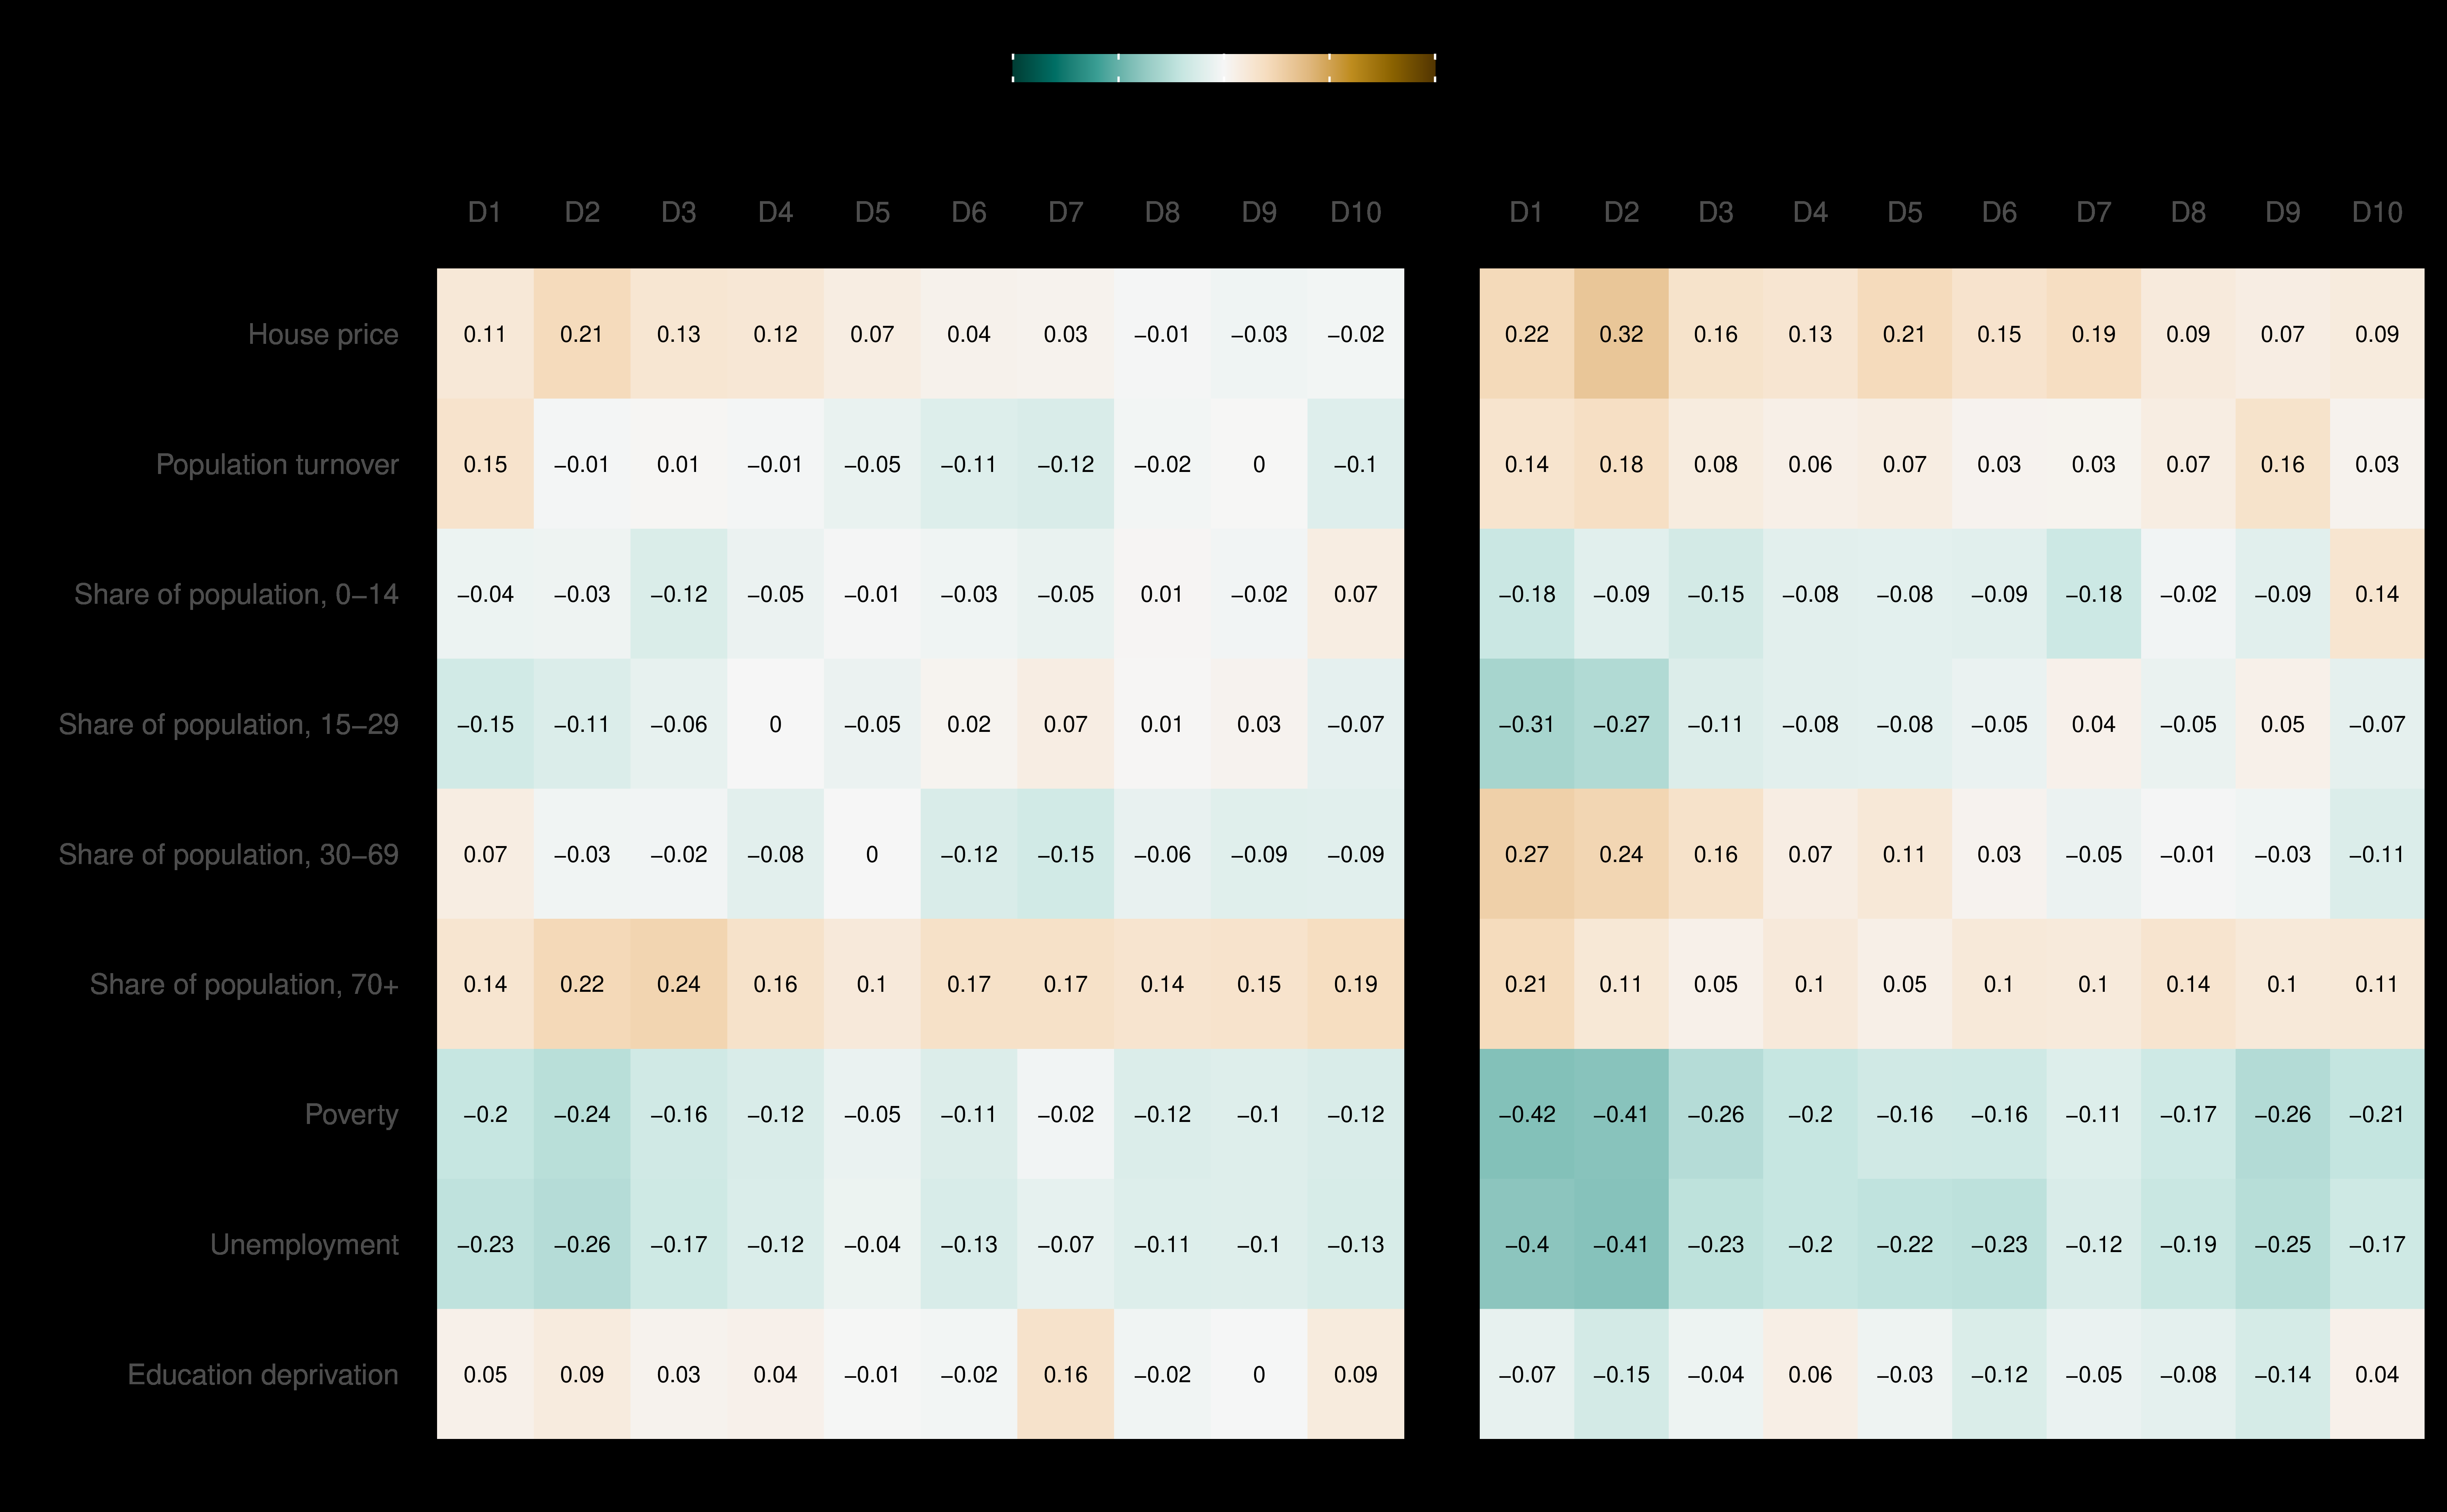 D1 D2 D3 D4 D5 D6 D7 D8 D9 D10 D1 D2 D3 D4 D5 D6 D7 D8 D9 D10
House price 0.11 0.21 0.13 0.12 0.07 0.04 0.03 −0.01 −0.03 −0.02 0.22 0.32 0.16 0.13 0.21 0.15 0.19 0.09 0.07 0.09
Population turnover 0.15 −0.01 0.01 −0.01 −0.05 −0.11 −0.12 −0.02 0 −0.1 0.14 0.18 0.08 0.06 0.07 0.03 0.03 0.07 0.16 0.03
Share of population, 0−14 −0.04 −0.03 −0.12 −0.05 −0.01 −0.03 −0.05 0.01 −0.02 0.07 −0.18 −0.09 −0.15 −0.08 −0.08 −0.09 −0.18 −0.02 −0.09 0.14
Share of population, 15−29 −0.15 −0.11 −0.06 0 −0.05 0.02 0.07 0.01 0.03 −0.07 −0.31 −0.27 −0.11 −0.08 −0.08 −0.05 0.04 −0.05 0.05 −0.07
Share of population, 30−69 0.07 −0.03 −0.02 −0.08 0 −0.12 −0.15 −0.06 −0.09 −0.09 0.27 0.24 0.16 0.07 0.11 0.03 −0.05 −0.01 −0.03 −0.11
Share of population, 70+ 0.14 0.22 0.24 0.16 0.1 0.17 0.17 0.14 0.15 0.19 0.21 0.11 0.05 0.1 0.05 0.1 0.1 0.14 0.1 0.11
Poverty −0.2 −0.24 −0.16 −0.12 −0.05 −0.11 −0.02 −0.12 −0.1 −0.12 −0.42 −0.41 −0.26 −0.2 −0.16 −0.16 −0.11 −0.17 −0.26 −0.21
Unemployment −0.23 −0.26 −0.17 −0.12 −0.04 −0.13 −0.07 −0.11 −0.1 −0.13 −0.4 −0.41 −0.23 −0.2 −0.22 −0.23 −0.12 −0.19 −0.25 −0.17
Education deprivation 0.05 0.09 0.03 0.04 −0.01 −0.02 0.16 −0.02 0 0.09 −0.07 −0.15 −0.04 0.06 −0.03 −0.12 −0.05 −0.08 −0.14 0.04